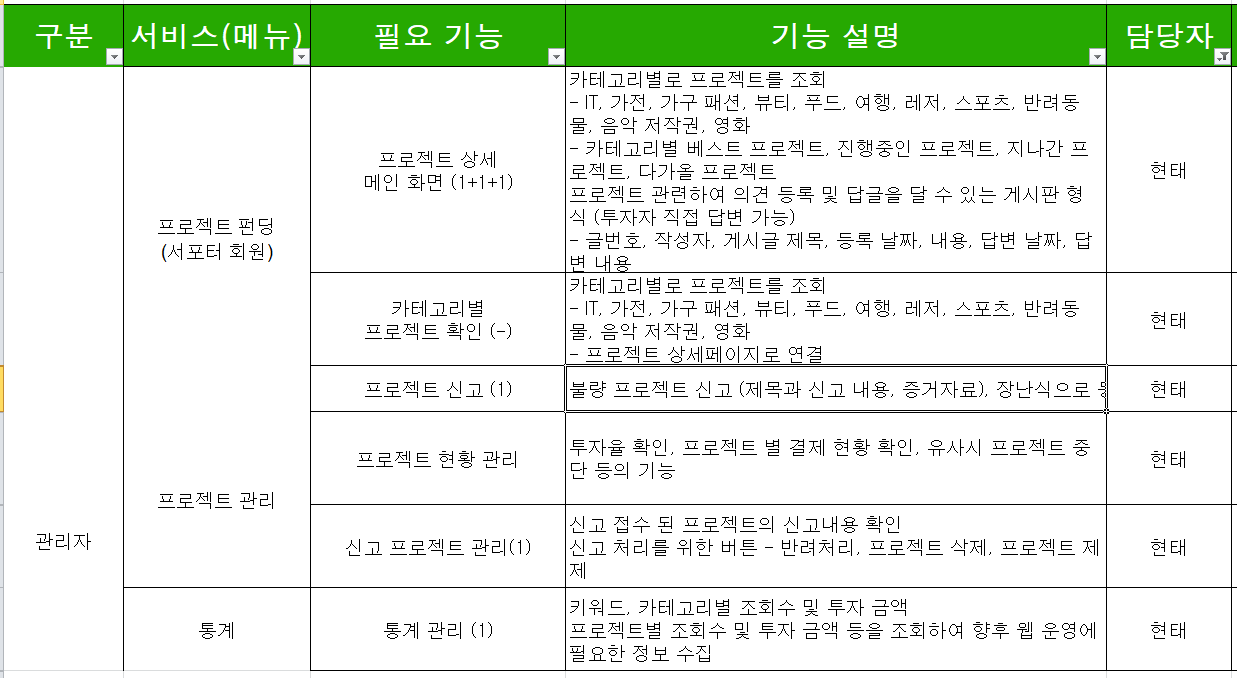 구분 서비스(메뉴) 필요 기능 기능 설명 담당자
카테고리별로 프로젝트를 조회
- IT, 가전, 가구 패션, 뷰티, 푸드, 여행, 레저, 스포츠, 반려동
물, 음악 저작권, 영화
- 카테고리별 베스트 프로젝트, 진행중인 프로젝트, 지나간 프
로젝트, 다가올 프로젝트
프로젝트 관련하여 의견 등록 및 답글을 달 수 있는 게시판 형
식 (투자자 직접 답변 가능)
- 글번호, 작성자, 게시글 제목, 등록 날짜, 내용, 답변 날짜, 답
변 내용
프로젝트 상세
메인 화면 (1+1+1)
현태
프로젝트 펀딩
(서포터 회원)
카테고리별
프로젝트 확인 (-)
카테고리별로 프로젝트를 조회
- IT, 가전, 가구 패션, 뷰티, 푸드, 여행, 레저, 스포츠, 반려동
물, 음악 저작권, 영화
- 프로젝트 상세페이지로 연결
현태
프로젝트 신고 (1)
불량 프로젝트 신고 (제목과 신고 내용, 증거자료), 장난식으로
현태
관리자
프로젝트 관리
프로젝트 현황 관리
투자율 확인, 프로젝트 별 결제 현황 확인, 유사시 프로젝트 중
단 등의 기능
현태
신고 프로젝트 관리(1)
신고 접수 된 프로젝트의 신고내용 확인
신고 처리를 위한 버튼 - 반려처리, 프로젝트 삭제, 프로젝트 제
제
현태
통계
통계 관리 (1)
키워드, 카테고리별 조회수 및 투자 금액
프로젝트별 조회수 및 투자 금액 등을 조회하여 향후 웹 운영에
필요한 정보 수집
현태